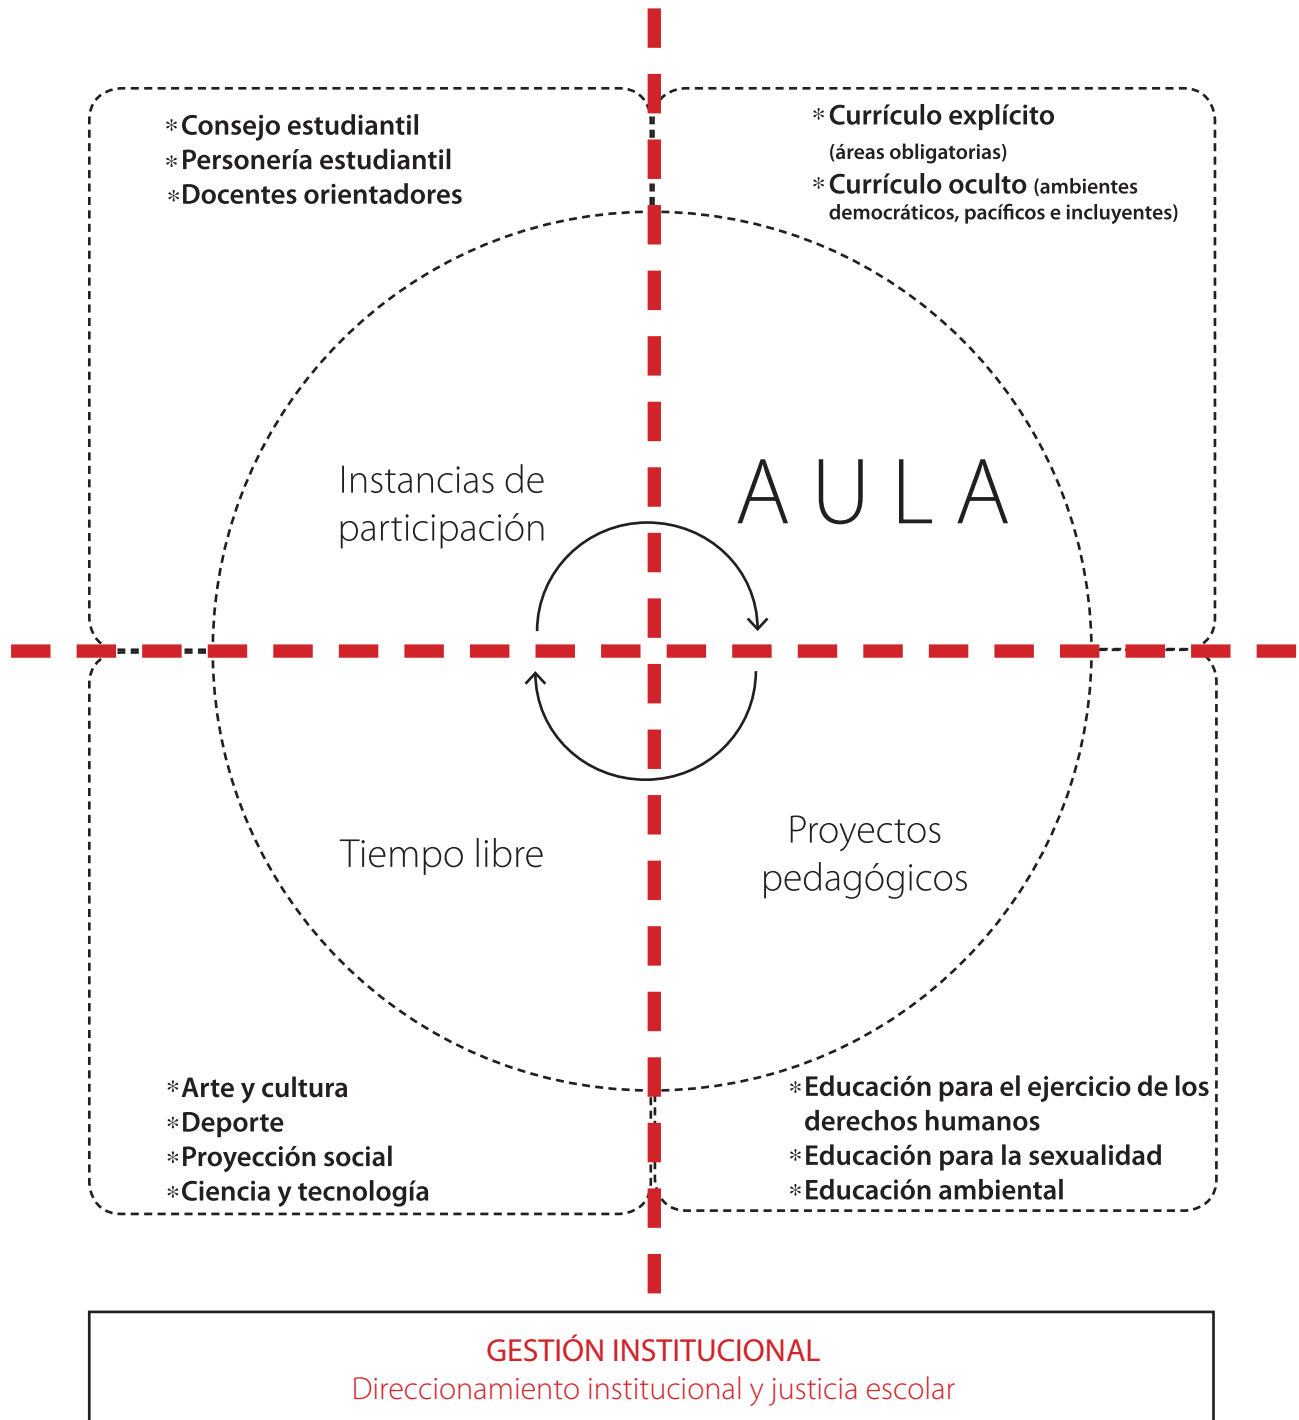 * Consejo estudiantil
* Personería estudiantil
* Docentes orientadores
* Currículo explícito
(áreas obligatorias)
* Currículo oculto (ambientes
democráticos, pacíficos e incluyentes)
Instancias de
participación
AULA
Tiempo libre
Proyectos
pedagógicos
* Arte y cultura
* Deporte
* Proyección social
* Ciencia y tecnología
* Educación para el ejercicio de los
derechos humanos
* Educación para la sexualidad
* Educación ambiental
GESTIÓN INSTITUCIONAL
Direccionamiento institucional y justicia escolar